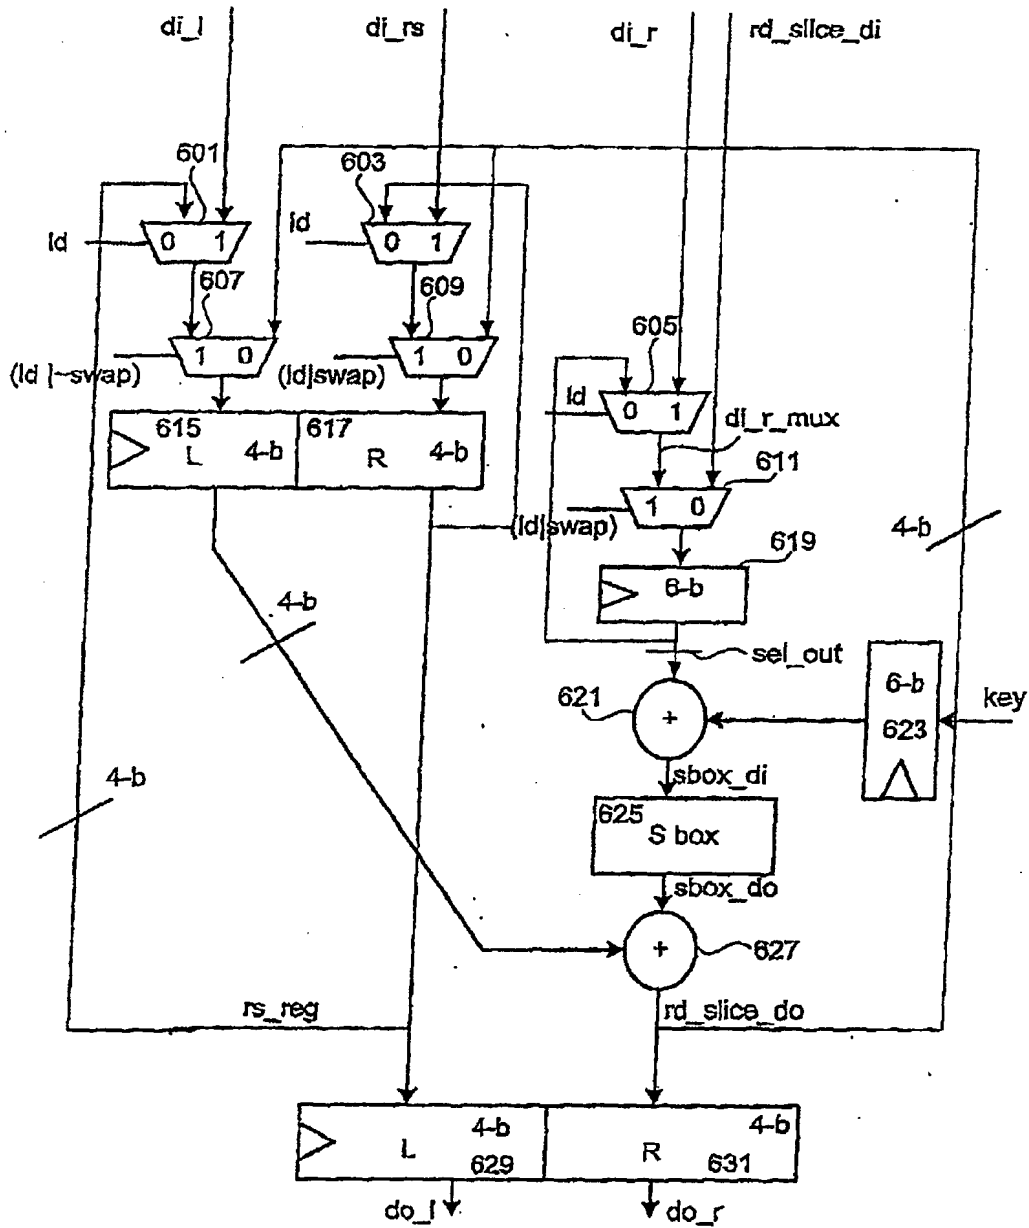 di_l di_rs di_r rd_slice_di
601 603
ld 0 1 ld 0 1
607 609
605
(ld |~swap) 1 0 (ld|swap) 1 0
ld 0 1
di_r_mux
615 L 4-b 617 R 4-b
611
(ld|swap) 1 0
4-b
619
6-b
4-b
sel_out
621 + 6-b 623 key
4-b
sbox_di
625 S box
sbox_do
+ 627
rs_reg rd_slice_do
L 4-b 629 R 4-b 631
do_l do_r